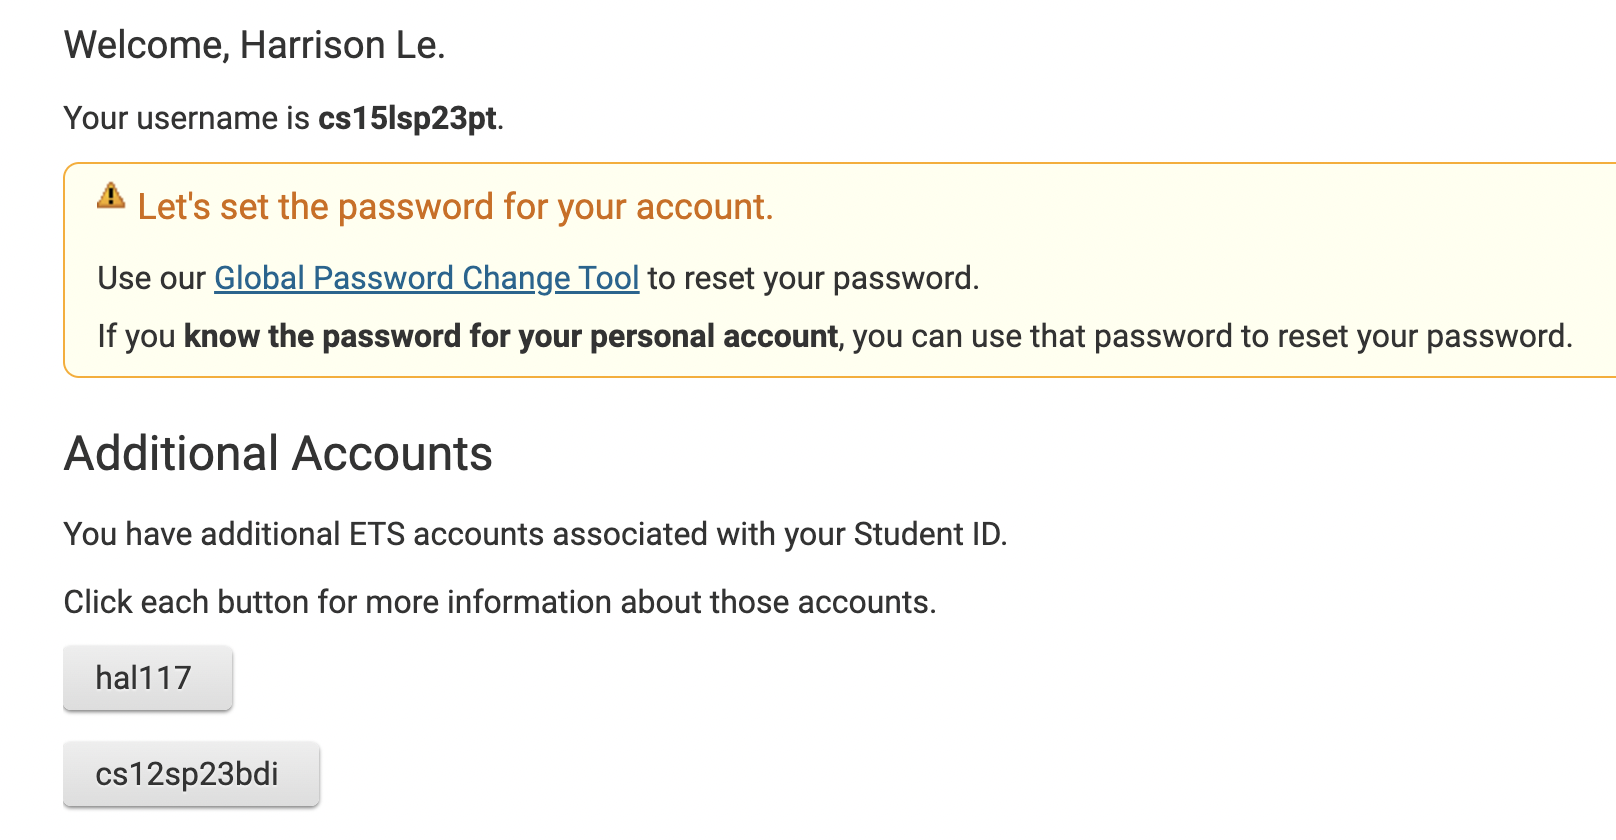 Welcome, Harrison Le.
Your username is cs15lsp23pt.
Let's set the password for your account.
Use our Global Password Change Tool to reset your password.
If you know the password for your personal account, you can use that password to reset your password.
Additional Accounts
You have additional ETS accounts associated with your Student ID.
Click each button for more information about those accounts.
hal117
cs12sp23bdi